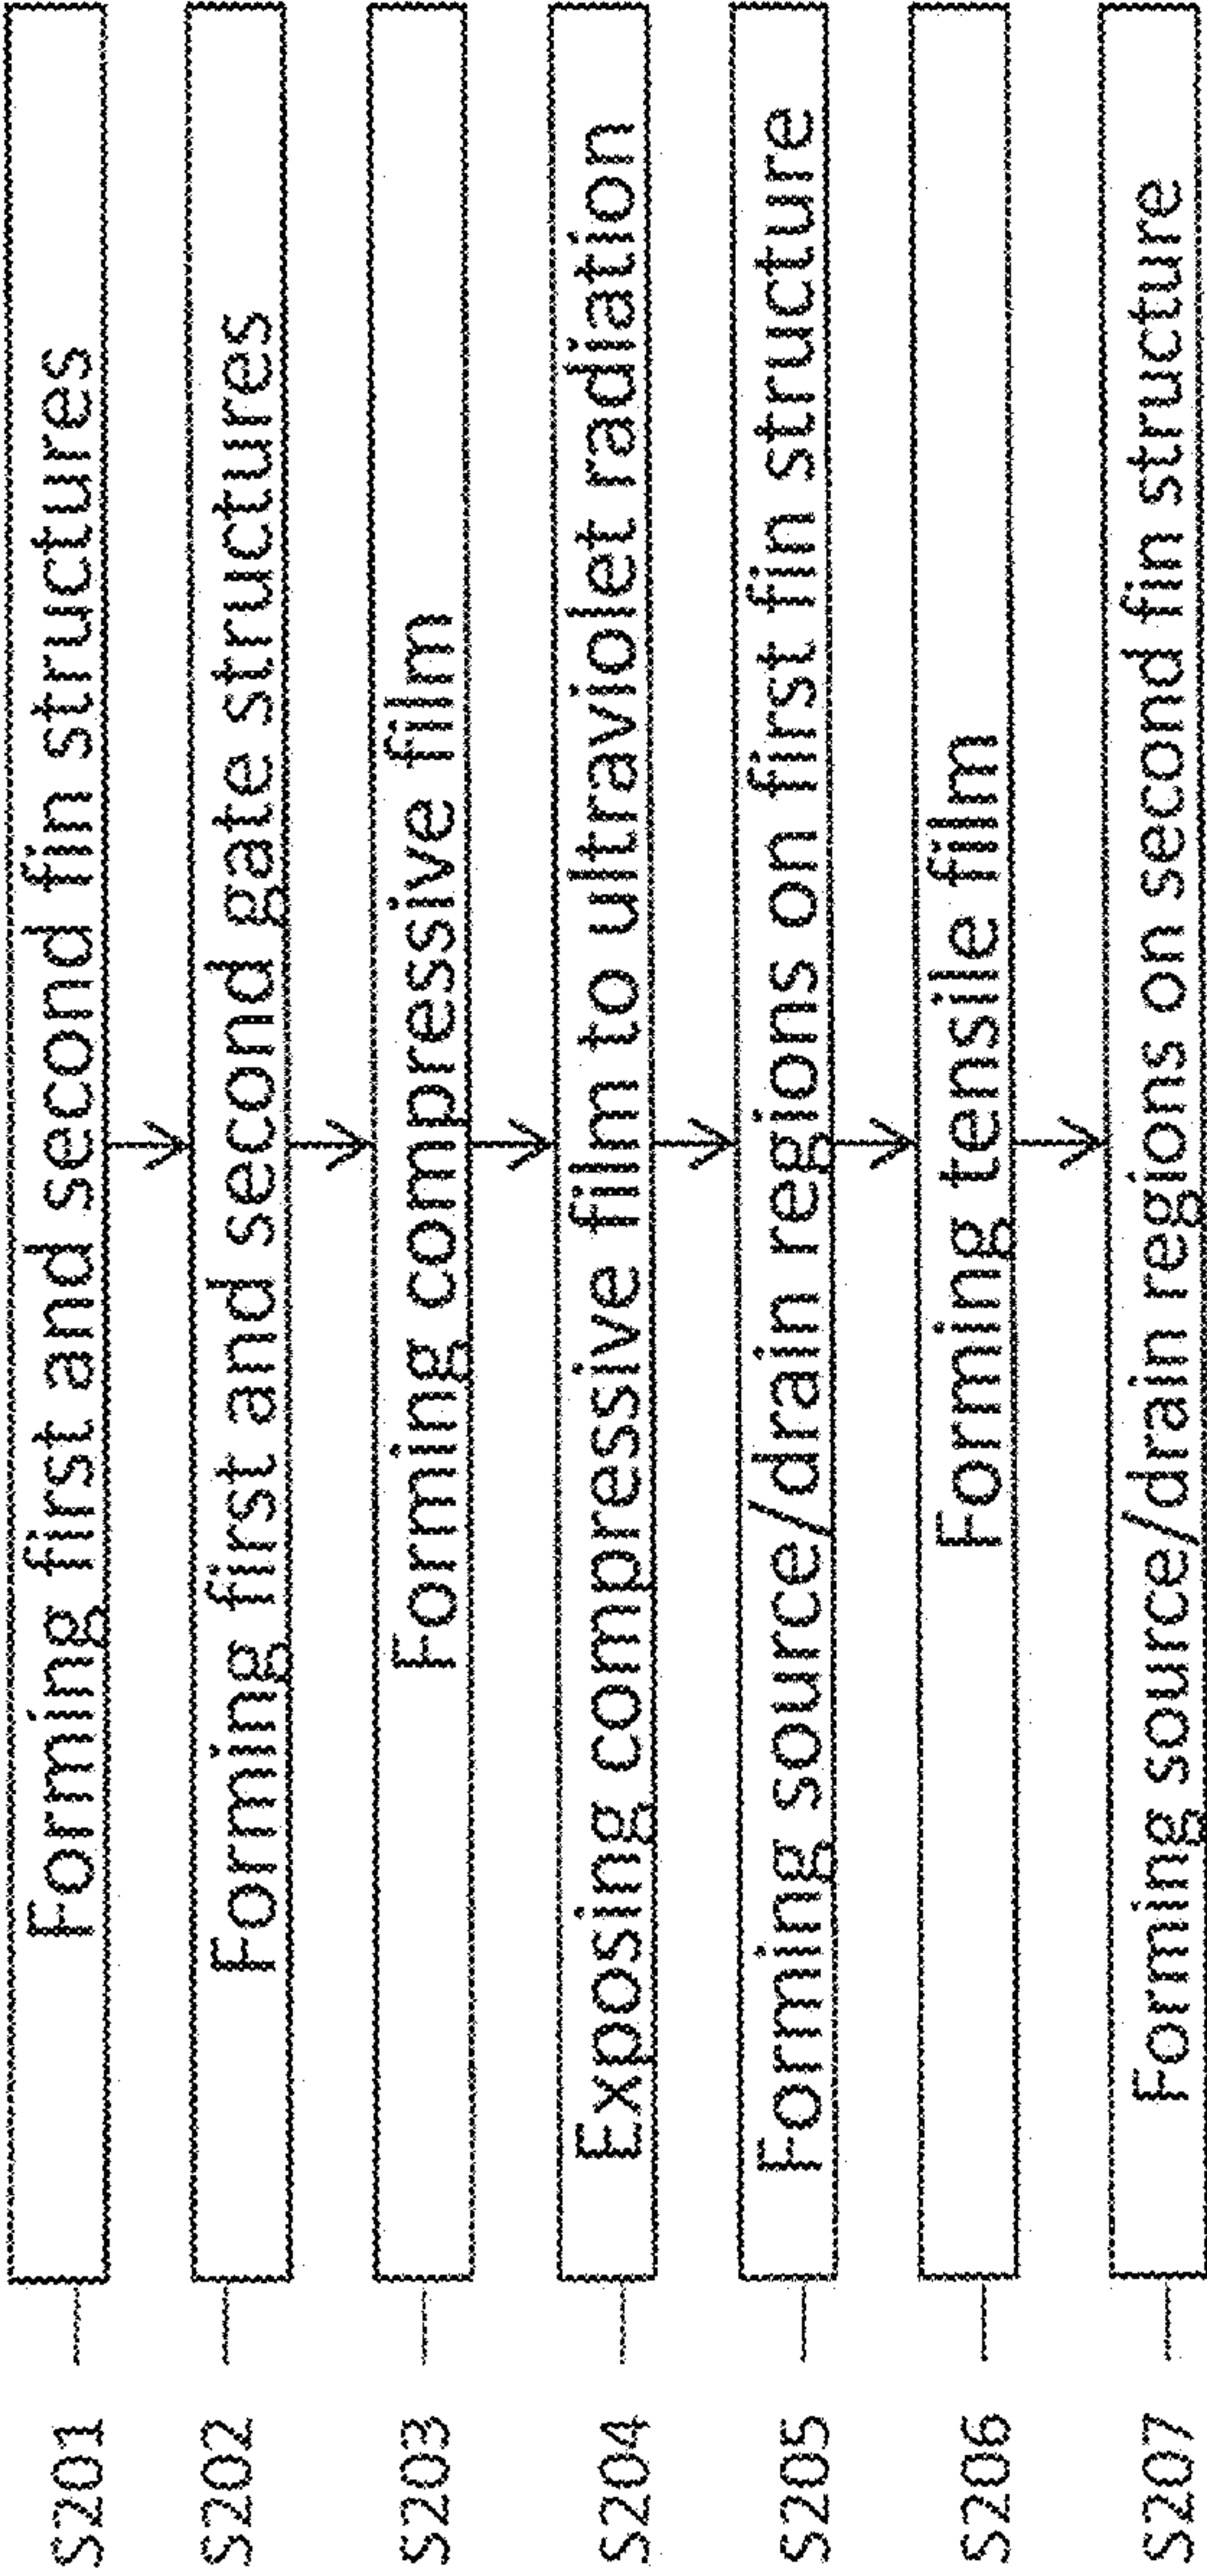 S201
Forming first and second fin structures
S202
Forming first and second gate structures
S203
Forming compressive film
S204
Exposing compressive film to ultraviolet radiation
S205
Forming source/drain regions on first fin structure
S206
Forming tensile film
S207
Forming source/drain regions on second fin structure